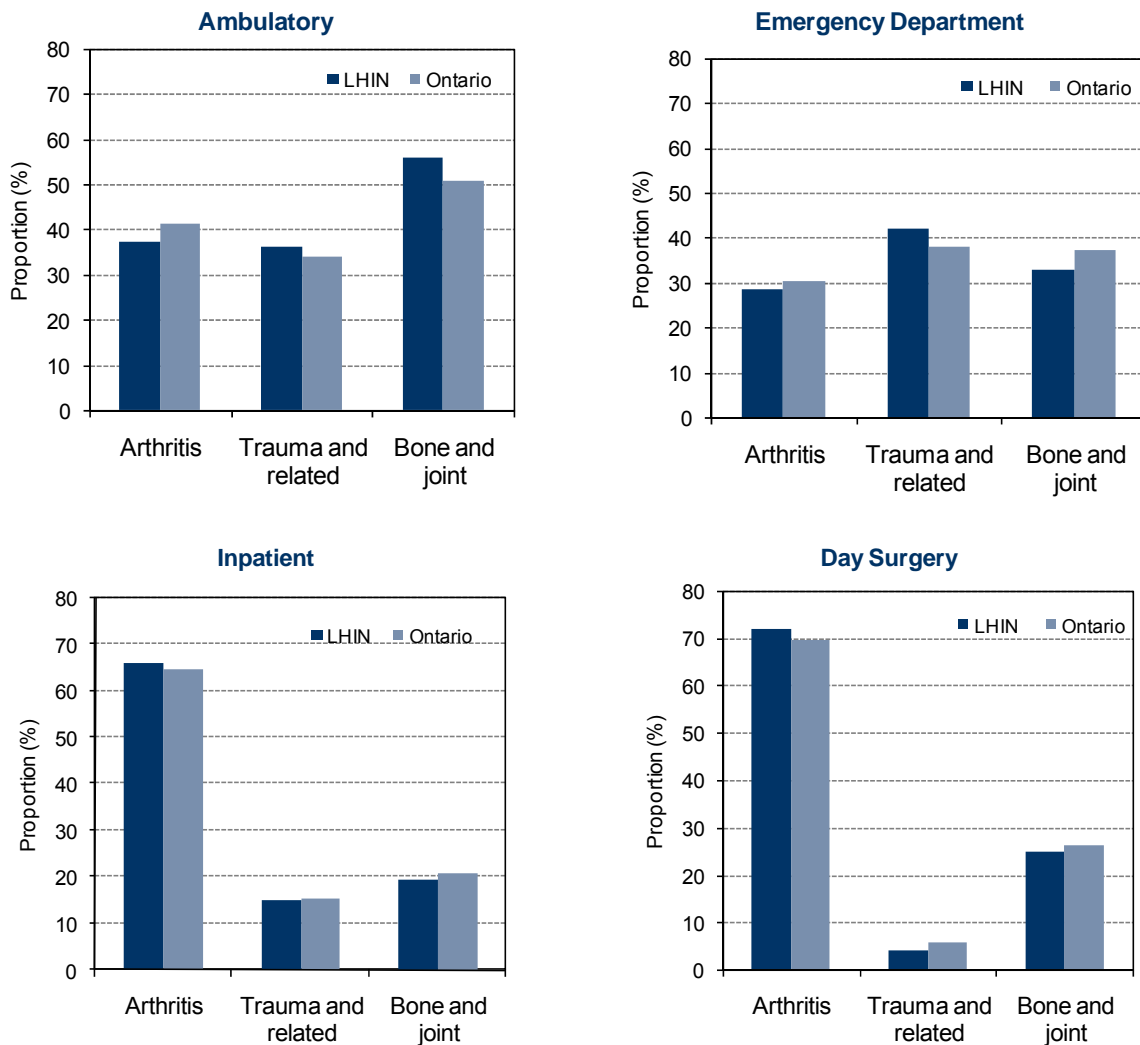 Ambulatory
80
70
60
50
40
30
20
10
0
Proportion (%)
LHIN Ontario
Arthritis Trauma and Bone and
related joint
Emergency Department
80
70
60
50
40
30
20
10
0
Proportion (%)
LHIN Ontario
Arthritis Trauma and Bone and
related joint
Inpatient
80
70
60
50
40
30
20
10
0
Proportion (%)
LHIN Ontario
Arthritis Trauma and Bone and
related joint
Day Surgery
80
70
60
50
40
30
20
10
0
Proportion (%)
LHIN Ontario
Arthritis Trauma and Bone and
related joint